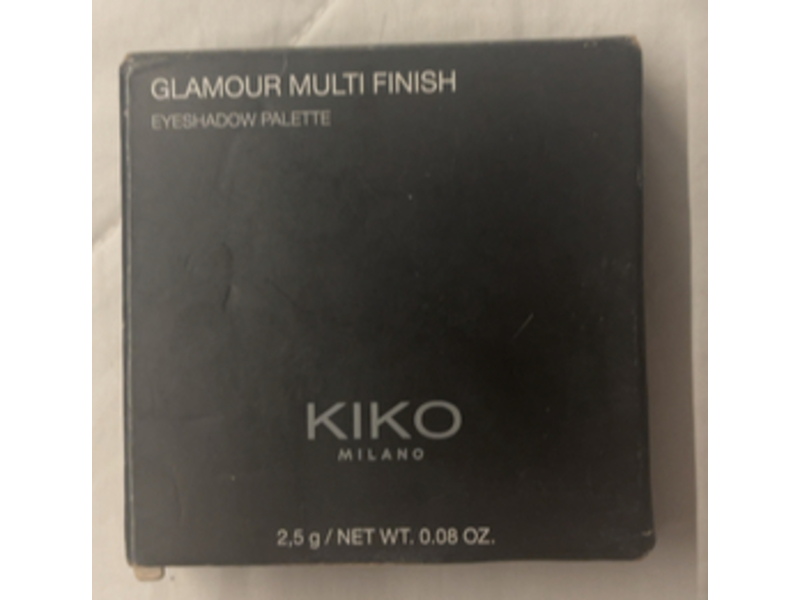 GLAMOUR MULTI FINISH
EYESHADOW PALETTE
KIKO
MILANO
2,5 g / NET WT. 0.08 OZ.